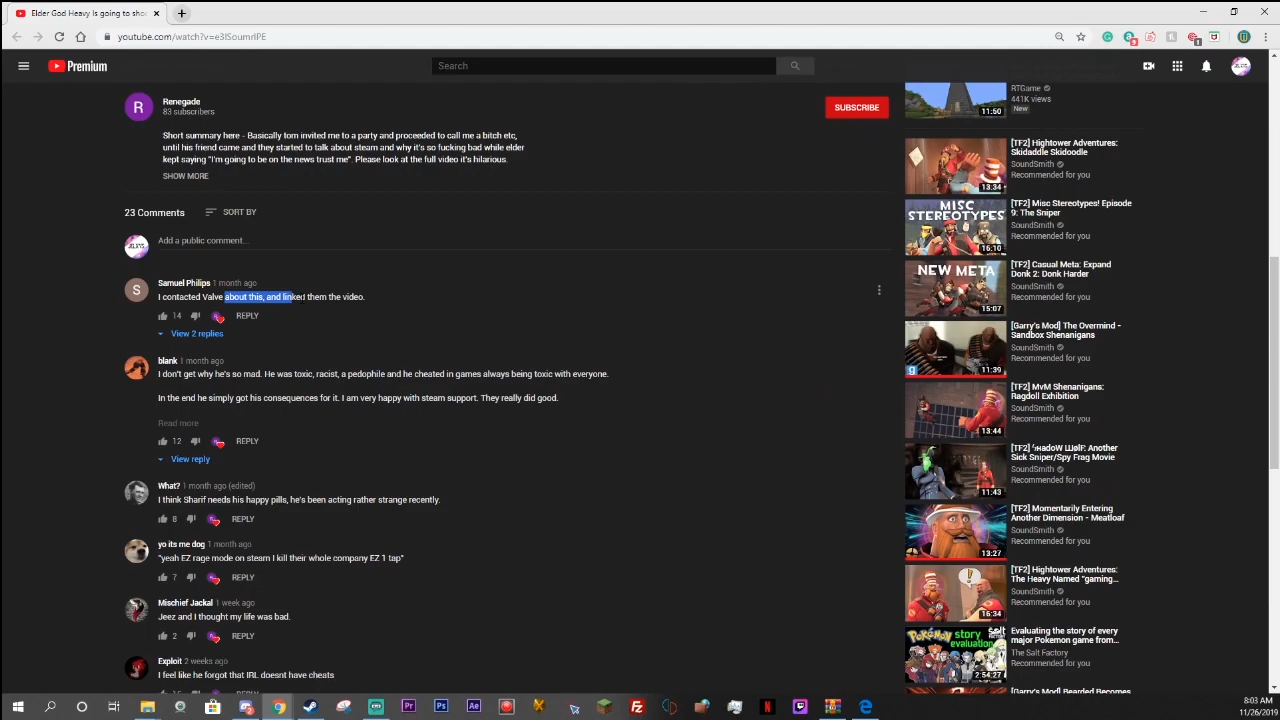 Elder God Heavy Is going to shoo
youtube.com/watch?v=e3lSoumrlPE
Premium
Search
R
Renegade
83 subscribers
SUBSCRIBE
Short summary here - Basically tom invited me to a party and proceeded to call me a bitch etc,
until his friend came and they started to talk about steam and why it's so fucking bad while elder
kept saying "I'm going to be on the news trust me". Please look at the full video it's hilarious.
SHOW MORE
23 Comments
SORT BY
Add a public comment...
S
Samuel Philips 1 month ago
I contacted Valve about this, and linked them the video.
14 REPLY
View 2 replies
blank 1 month ago
I don't get why he's so mad. He was toxic, racist, a pedophile and he cheated in games always being toxic with everyone.
In the end he simply got his consequences for it. I am very happy with steam support. They really did good.
Read more
12 REPLY
View reply
What? 1 month ago (edited)
I think Sharif needs his happy pills, he's been acting rather strange recently.
8 REPLY
yo its me dog 1 month ago
"yeah EZ rage mode on steam I kill their whole company EZ 1 tap"
7 REPLY
Mischief Jackal 1 week ago
Jeez and I thought my life was bad.
2 REPLY
Exploit 2 weeks ago
I feel like he forgot that IRL doesnt have cheats
REPLY
RTGame
441K views
New
11:50
[TF2] Hightower Adventures:
Skidaddle Skidoodle
SoundSmith
Recommended for you
13:34
MISC
STEREOTYPES
[TF2] Misc Stereotypes! Episode
9: The Sniper
SoundSmith
Recommended for you
16:10
NEW META
[TF2] Casual Meta: Expand
Donk 2: Donk Harder
SoundSmith
Recommended for you
15:07
[Garry's Mod] The Overmind -
Sandbox Shenanigans
SoundSmith
Recommended for you
11:39
[TF2] MvM Shenanigans:
Ragdoll Exhibition
SoundSmith
Recommended for you
13:44
Another
Sick Sniper/Spy Frag Movie
SoundSmith
Recommended for you
11:43
[TF2] Momentarily Entering
Another Dimension - Meatloaf
SoundSmith
Recommended for you
13:27
[TF2] Hightower Adventures:
The Heavy Named "gaming...
SoundSmith
Recommended for you
16:34
POKéMON story
evaluation
Evaluating the story of every
major Pokemon game from...
The Salt Factory
Recommended for you
2:54:27
[Garry's Mod] Bearded Becomes
8:03 AM
11/26/2019